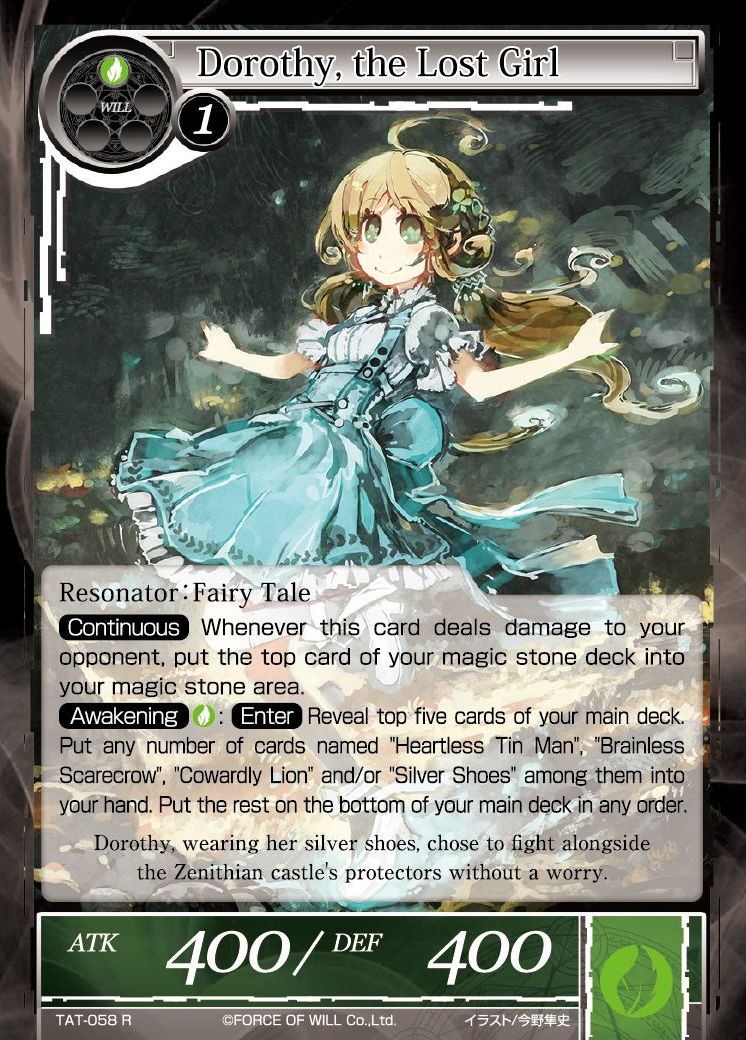 Dorothy, the Lost Girl
WILL
1
Resonator:Fairy Tale
Continuous Whenever this card deals damage to your
opponent, put the top card of your magic stone deck into
your magic stone area.
Awakening : Enter Reveal top five cards of your main deck.
Put any number of cards named "Heartless Tin Man", "Brainless
Scarecrow", "Cowardly Lion" and/or "Silver Shoes" among them into
your hand. Put the rest on the bottom of your main deck in any order.
Dorothy, wearing her silver shoes, chose to fight alongside
the Zenithian castle's protectors without a worry.
ATK 400 / DEF 400
TAT-058 R ©FORCE OF WILL Co.,Ltd. イラスト/今野隼史